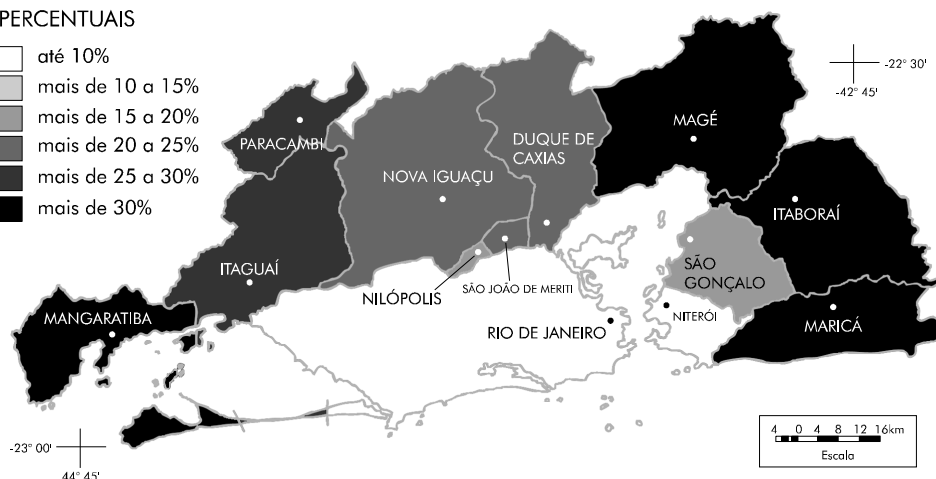 PERCENTUAIS
até 10%
mais de 10 a 15%
mais de 15 a 20%
mais de 20 a 25%
mais de 25 a 30%
mais de 30%
-22° 30'
-42° 45'
MAGÉ
PARACAMBI
DUQUE DE
CAXIAS
NOVA IGUAÇU
ITABORAÍ
ITAGUAÍ
SÃO
GONÇALO
NILÓPOLIS
SÃO JOÃO DE MERITI
MANGARATIBA
RIO DE JANEIRO
NITERÓI
MARICÁ
-23° 00'
44° 45'
4 0 4 8 12 16km
Escala